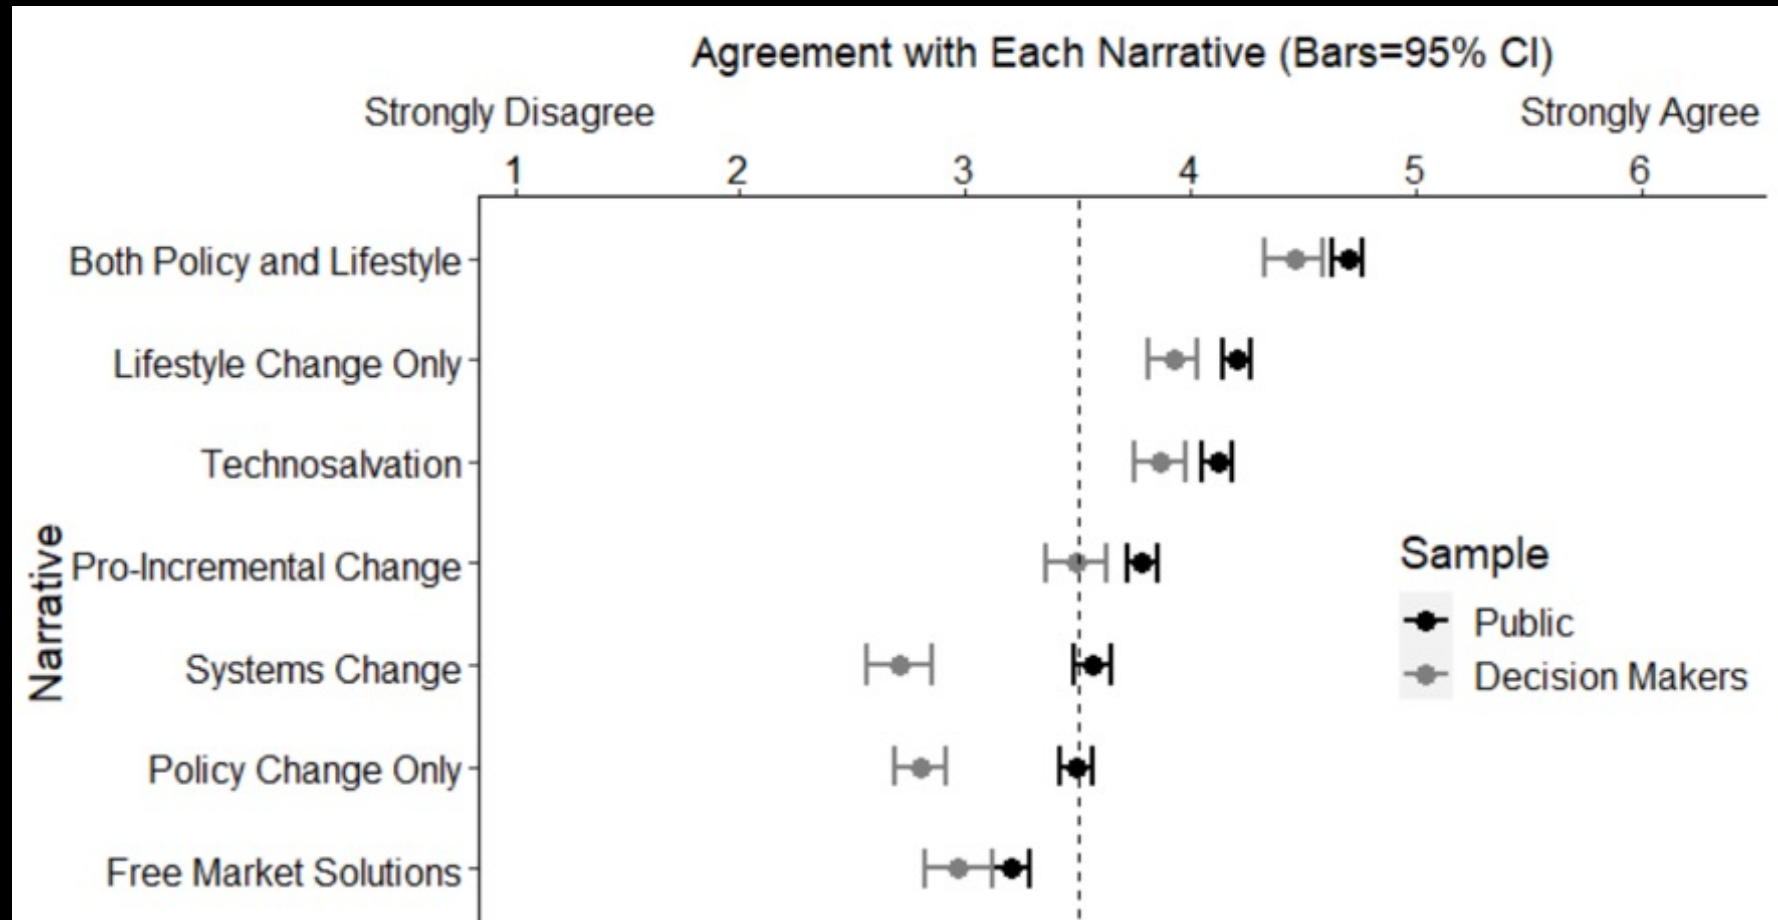 Agreement with Each Narrative (Bars=95% CI)
Strongly Disagree
Strongly Agree
1 2 3 4 5 6
Both Policy and Lifestyle
Lifestyle Change Only
Technosalvation
Pro-Incremental Change
Systems Change
Policy Change Only
Free Market Solutions
Narrative
Sample
Public
Decision Makers